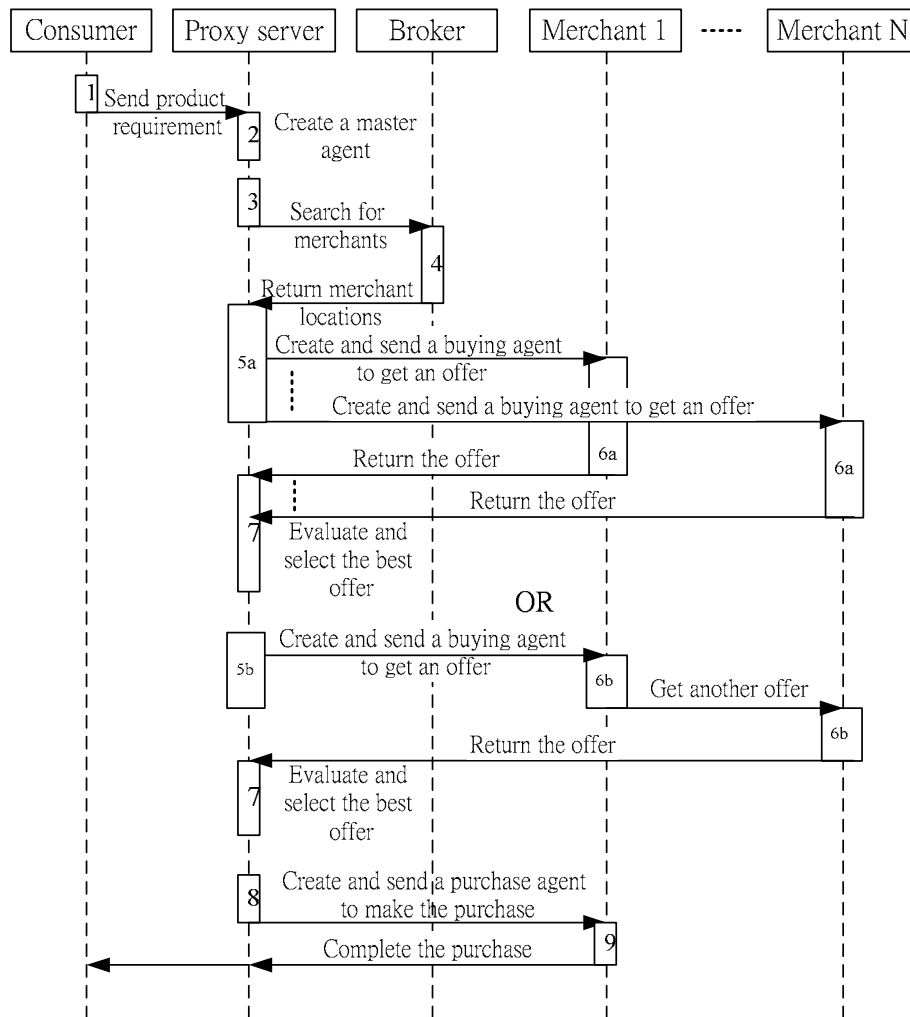 Consumer
Proxy server
Broker
Merchant 1
.....
Merchant N
1
Send product
requirement
2
Create a master
agent
3
Search for
merchants
4
Return merchant
locations
5a
Create and send a buying agent
to get an offer
Create and send a buying agent to get an offer
6a
6a
Return the offer
Return the offer
7
Evaluate and
select the best
offer
OR
5b
Create and send a buying agent
to get an offer
6b
Get another offer
6b
Return the offer
7
Evaluate and
select the best
offer
8
Create and send a purchase agent
to make the purchase
9
Complete the purchase